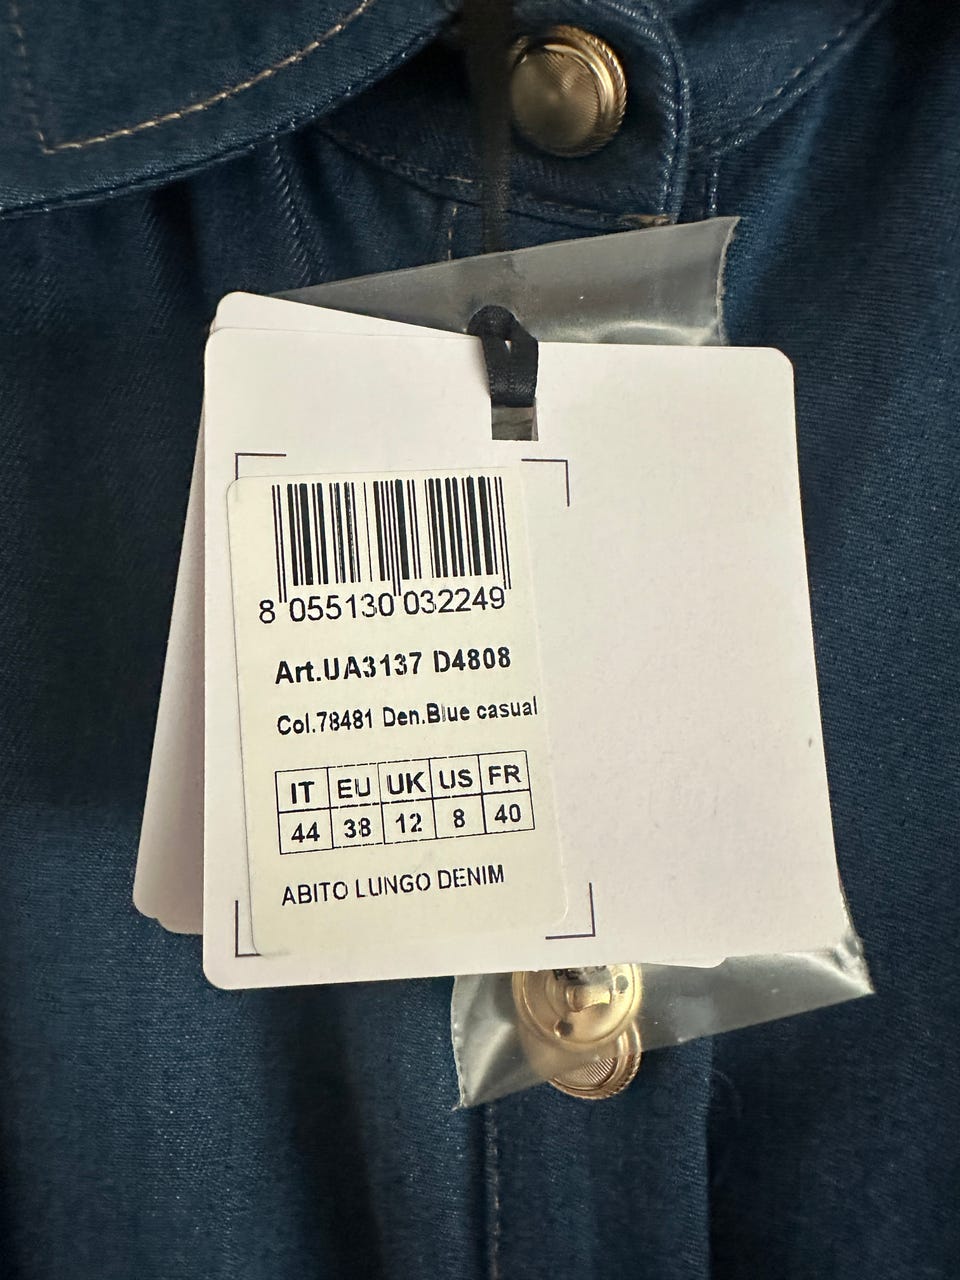 8 055130 032249
Art.UA3137 D4808
Col.78481 Den.Blue casual
IT EU UK US FR
44 38 12 8 40
ABITO LUNGO DENIM